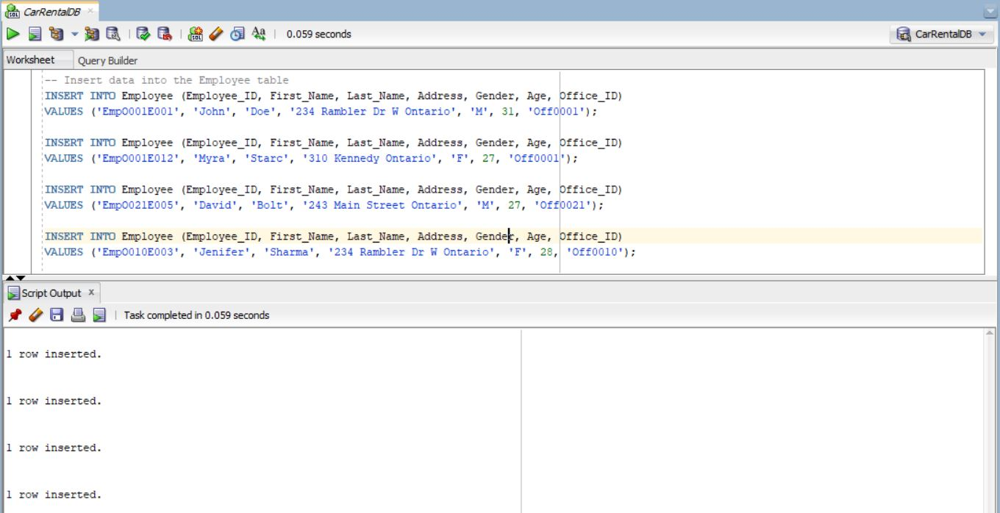 CarRentalDB
0.059 seconds
CarRentalDB
Worksheet Query Builder
-- Insert data into the Employee table
INSERT INTO Employee (Employee_ID, First_Name, Last_Name, Address, Gender, Age, Office_ID)
VALUES ('EmpO001E001', 'John', 'Doe', '234 Rambler Dr W Ontario', 'M', 31, 'Off0001');
INSERT INTO Employee (Employee_ID, First_Name, Last_Name, Address, Gender, Age, Office_ID)
VALUES ('EmpO001E012', 'Myra', 'Starc', '310 Kennedy Ontario', 'F', 27, 'Off0001');
INSERT INTO Employee (Employee_ID, First_Name, Last_Name, Address, Gender, Age, Office_ID)
VALUES ('EmpO021E005', 'David', 'Bolt', '243 Main Street Ontario', 'M', 27, 'Off0021');
INSERT INTO Employee (Employee_ID, First_Name, Last_Name, Address, Gender, Age, Office_ID)
VALUES ('EmpO010E003', 'Jenifer', 'Sharma', '234 Rambler Dr W Ontario', 'F', 28, 'Off0010');
Script Output
Task completed in 0.059 seconds
1 row inserted.
1 row inserted.
1 row inserted.
1 row inserted.